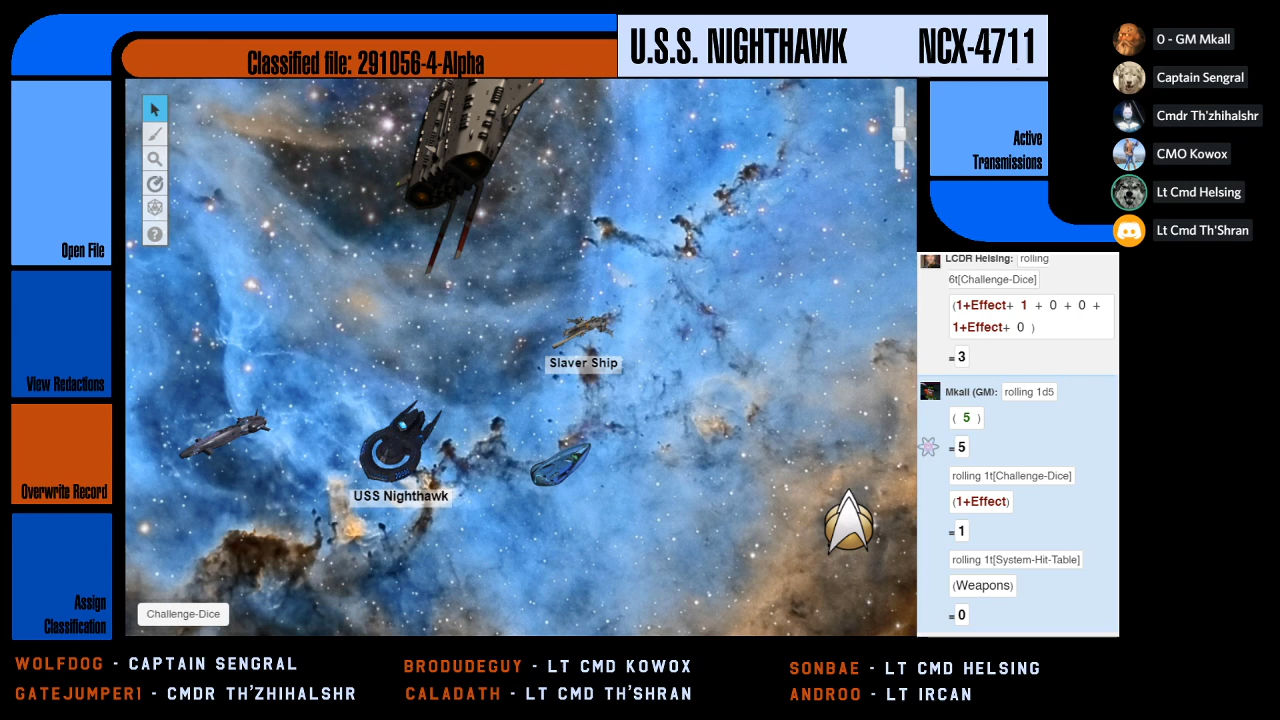 Classified file: 291056-4-Alpha
U.S.S. NIGHTHAWK NCX-4711
Open File
View Redactions
Overwrite Record
Assign
Classification
?
Slaver Ship
USS Nighthawk
Challenge-Dice
Active
Transmissions
LCDR Helsing: rolling
6t[Challenge-Dice]
(1+Effect+ 1 + 0 + 0 +
1+Effect+ 0 )
=3
Mkall (GM): rolling 1d5
( 5 )
=5
rolling 1t[Challenge-Dice]
(1+Effect)
=1
rolling 1t[System-Hit-Table]
(Weapons)
=0
0 - GM Mkall
Captain Sengral
Cmdr Th'zhihalshr
CMO Kowox
Lt Cmd Helsing
Lt Cmd Th'Shran
WOLFDOG - CAPTAIN SENGRAL
BRODUDEGUY - LT CMD KOWOX
SONBAE - LT CMD HELSING
GATEJUMPER1 - CMDR TH'ZHIHALSHR
CALADATH - LT CMD TH'SHRAN
ANDROO - LT IRCAN